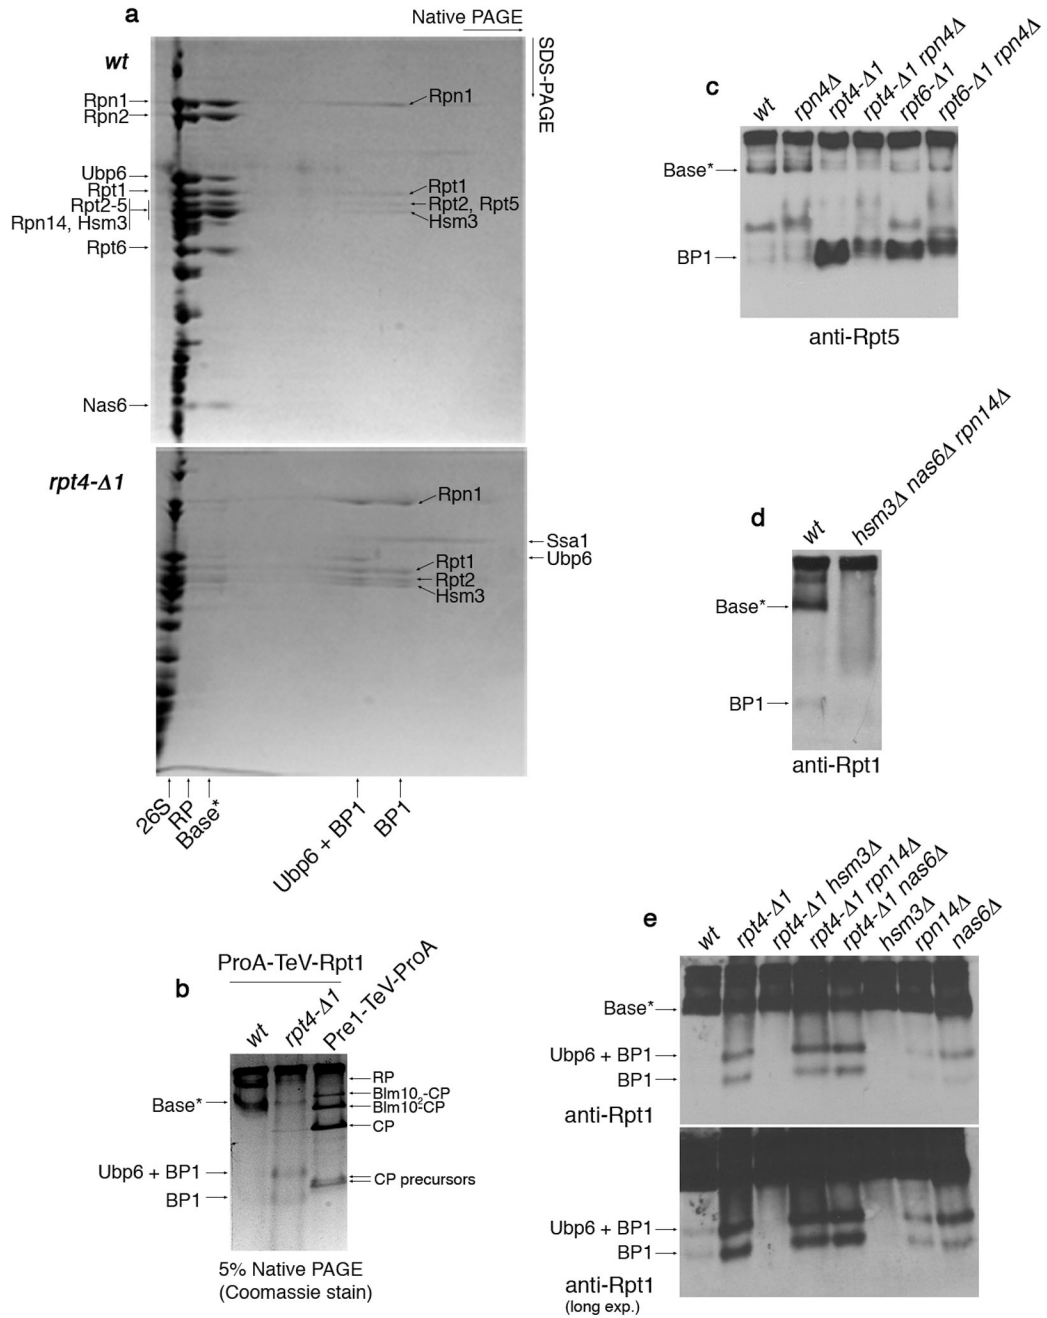 a
Native PAGE
SDS-PAGE
wt
Rpn1
Rpn2
Ubp6
Rpt1
Rpt2-5
Rpn14, Hsm3
Rpt6
Nas6
Rpn1
Rpt1
Rpt2, Rpt5
Hsm3
rpt4-Δ1
Rpn1
Ssa1
Ubp6
Rpt1
Rpt2
Hsm3
26S
RP
Base*
Ubp6 + BP1
BP1
b
ProA-TeV-Rpt1
wt
rpt4-Δ1
Pre1-TeV-ProA
Base*
Ubp6 + BP1
BP1
RP
Blm10₂-CP
Blm10-CP
CP
CP precursors
5% Native PAGE
(Coomassie stain)
c
wt
rpn4Δ
rpt4-Δ1
rpt4-Δ1 rpn4Δ
rpt6-Δ1
rpt6-Δ1 rpn4Δ
Base*
BP1
anti-Rpt5
d
wt
hsm3Δ nas6Δ rpn14Δ
Base*
BP1
anti-Rpt1
e
wt
rpt4-Δ1
rpt4-Δ1 hsm3Δ
rpt4-Δ1 rpn14Δ
rpt4-Δ1 nas6Δ
hsm3Δ
rpn14Δ
nas6Δ
Base*
Ubp6 + BP1
BP1
anti-Rpt1
Ubp6 + BP1
BP1
anti-Rpt1
(long exp.)